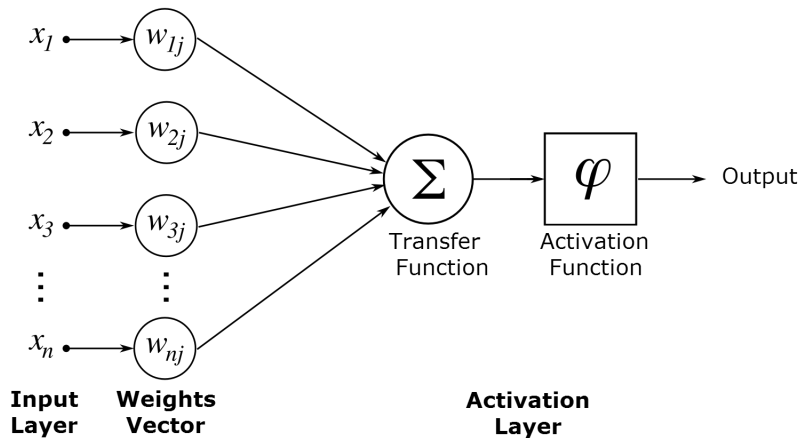 x1 w1j
x2 w2j
x3 w3j
⋮ ⋮
xn wnj
Σ φ Output
Transfer Function
Activation Function
Input Layer
Weights Vector
Activation Layer